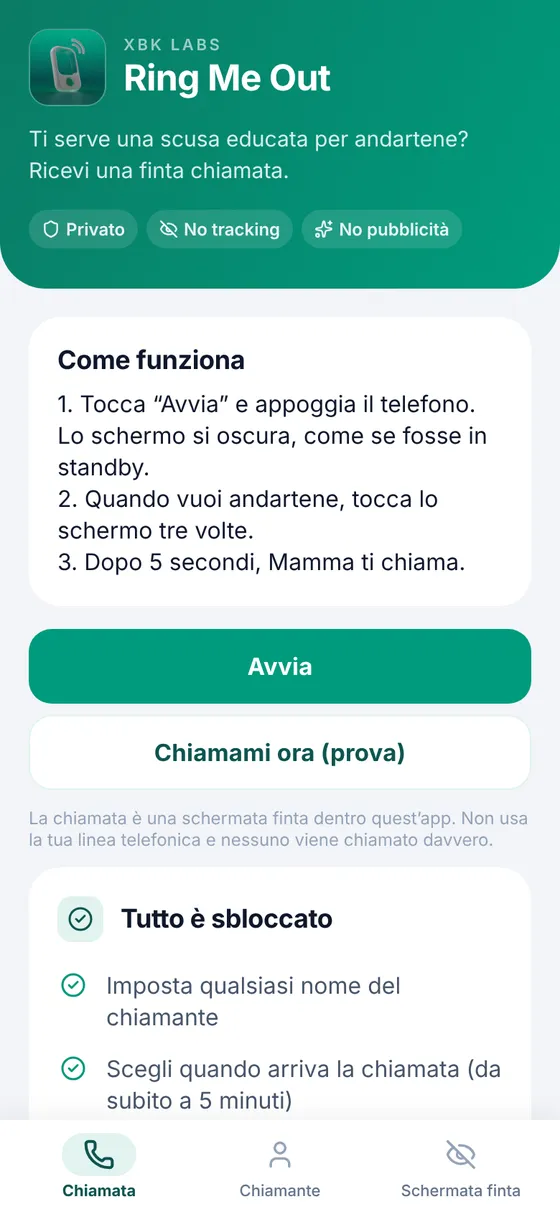 XBK LABS
Ring Me Out
Ti serve una scusa educata per andartene?
Ricevi una finta chiamata.
Privato
No tracking
No pubblicità
Come funziona
1. Tocca “Avvia” e appoggia il telefono.
Lo schermo si oscura, come se fosse in
standby.
2. Quando vuoi andartene, tocca lo
schermo tre volte.
3. Dopo 5 secondi, Mamma ti chiama.
Avvia
Chiamami ora (prova)
La chiamata è una schermata finta dentro quest’app. Non usa
la tua linea telefonica e nessuno viene chiamato davvero.
Tutto è sbloccato
Imposta qualsiasi nome del
chiamante
Scegli quando arriva la chiamata (da
subito a 5 minuti)
Chiamata
Chiamante
Schermata finta